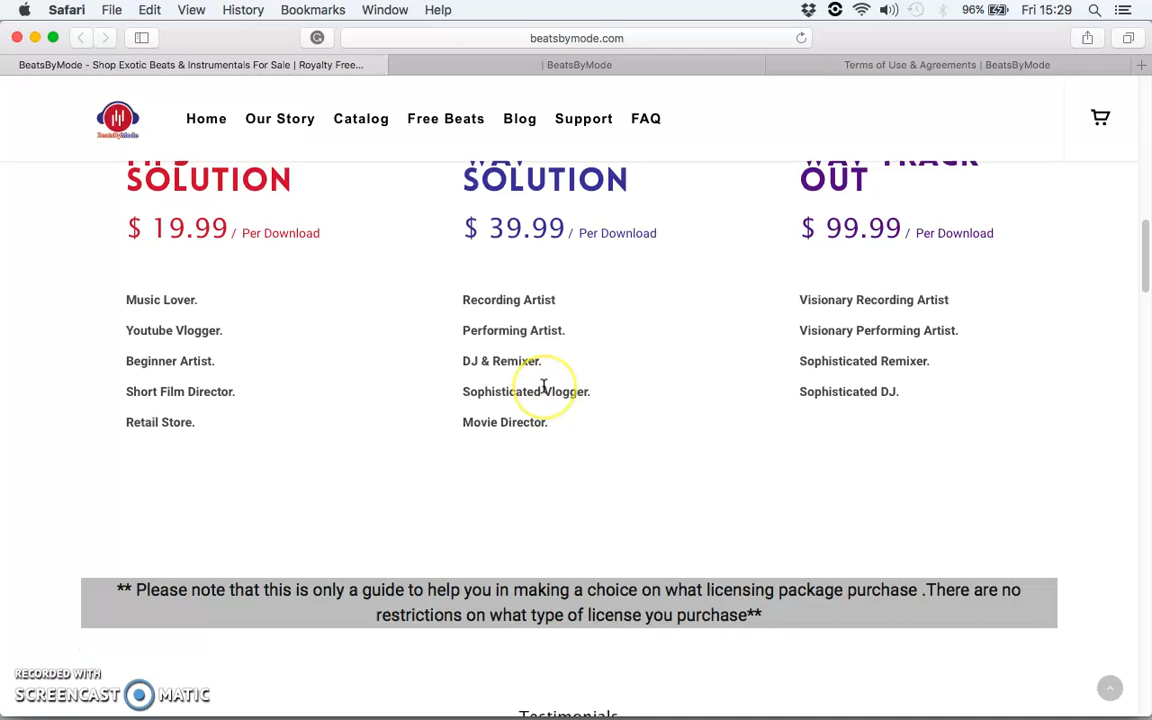 Safari File Edit View History Bookmarks Window Help 96% Fri 15:29
beatsbymode.com
BeatsByMode - Shop Exotic Beats & Instrumentals For Sale | Royalty Free...
| BeatsByMode
Terms of Use & Agreements | BeatsByMode
BeatsByMode
Home Our Story Catalog Free Beats Blog Support FAQ
SOLUTION
$ 19.99 / Per Download
Music Lover.
Youtube Vlogger.
Beginner Artist.
Short Film Director.
Retail Store.
SOLUTION
$ 39.99 / Per Download
Recording Artist
Performing Artist.
DJ & Remixer.
Sophisticated Vlogger.
Movie Director.
WAV TRACK
OUT
$ 99.99 / Per Download
Visionary Recording Artist
Visionary Performing Artist.
Sophisticated Remixer.
Sophisticated DJ.
** Please note that this is only a guide to help you in making a choice on what licensing package purchase .There are no
restrictions on what type of license you purchase**
Testimonials
RECORDED WITH
SCREENCAST MATIC